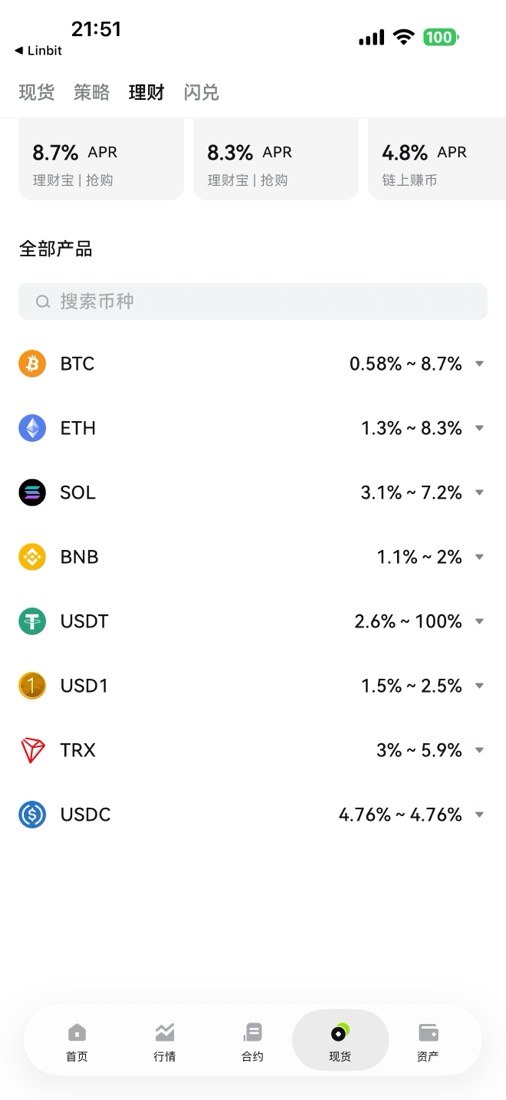 21:51
100
◀ Linbit
现货 策略 理财 闪兑
8.7% APR 8.3% APR 4.8% APR
理财宝 | 抢购 理财宝 | 抢购 链上赚币
全部产品
搜索币种
BTC 0.58% ~ 8.7%
ETH 1.3% ~ 8.3%
SOL 3.1% ~ 7.2%
BNB 1.1% ~ 2%
USDT 2.6% ~ 100%
USD1 1.5% ~ 2.5%
TRX 3% ~ 5.9%
USDC 4.76% ~ 4.76%
首页 行情 合约 现货 资产